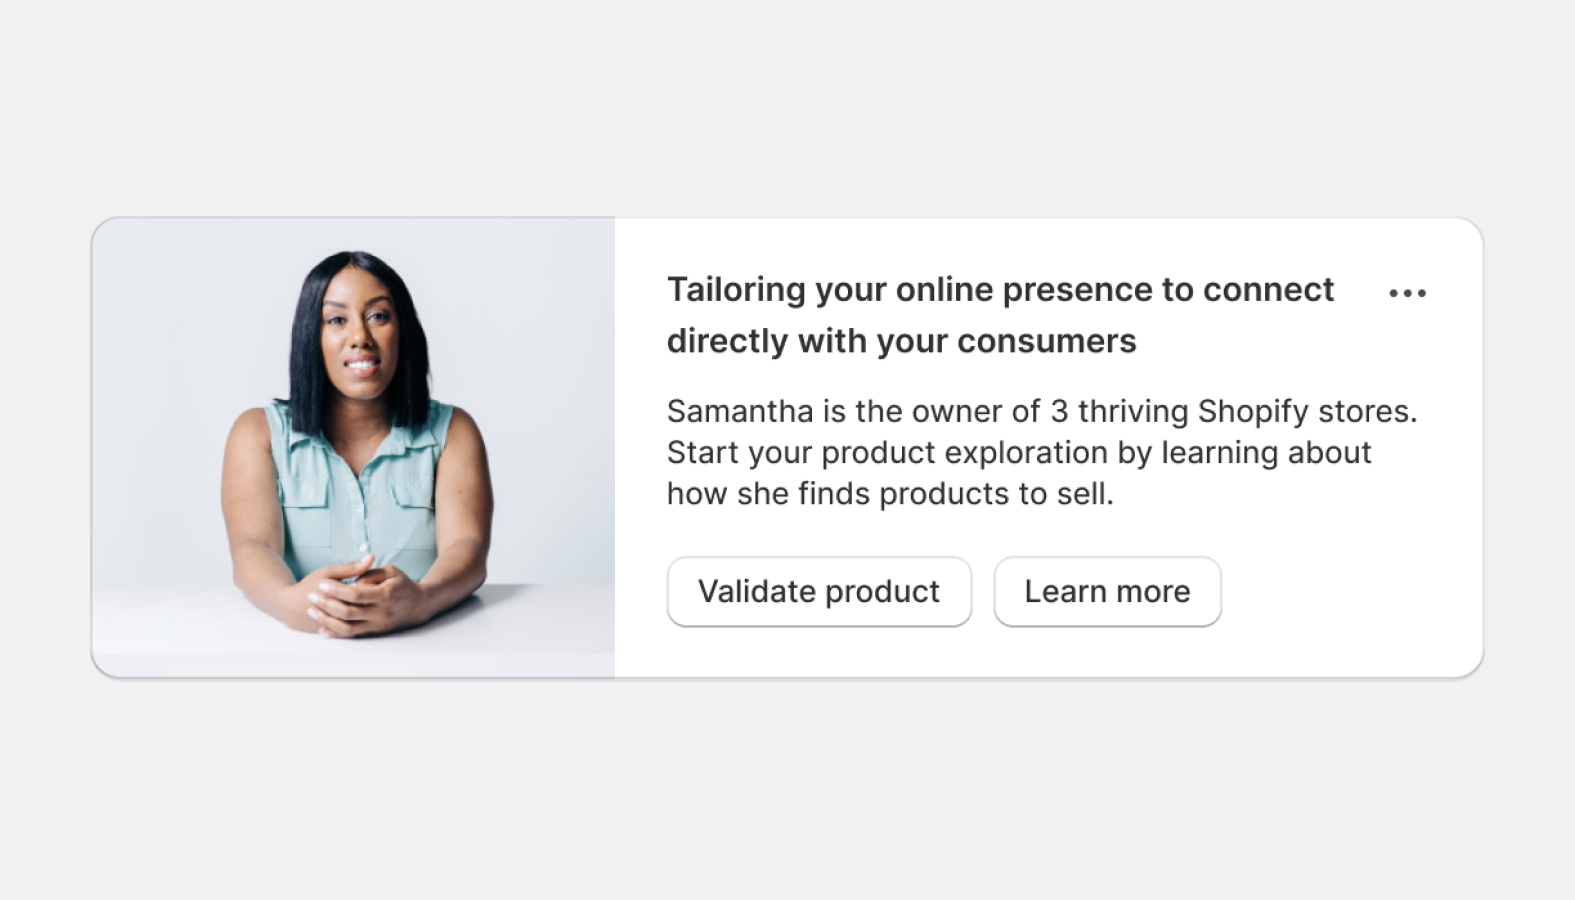 Tailoring your online presence to connect
directly with your consumers
Samantha is the owner of 3 thriving Shopify stores.
Start your product exploration by learning about
how she finds products to sell.
Validate product
Learn more